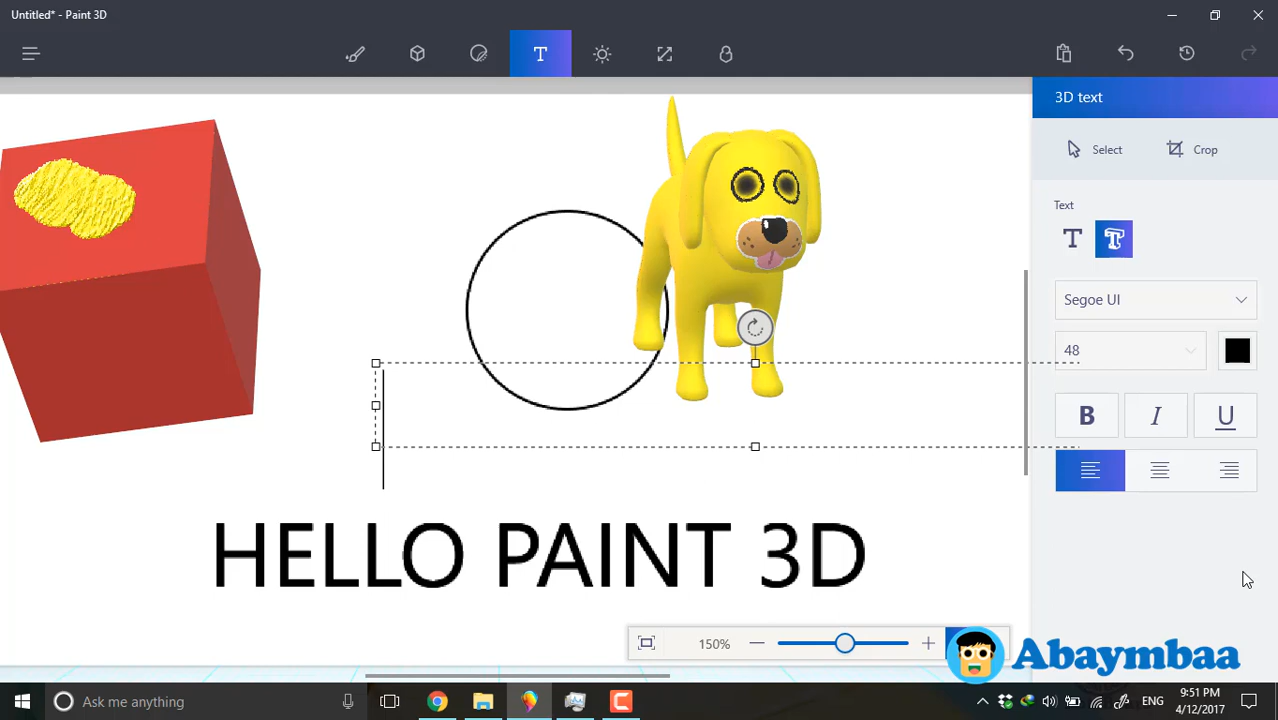 Untitled* - Paint 3D
T
3D text
Select
Crop
Text
T
T
Segoe UI
48
B
I
U
HELLO PAINT 3D
150%
Abaymbaa
Ask me anything
ENG
9:51 PM
4/12/2017